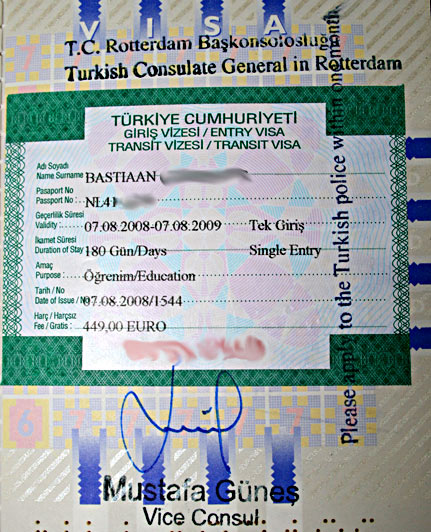 VISA
T.C. Rotterdam Başkonsolosluğu
Turkish Consulate General in Rotterdam
TÜRKİYE CUMHURİYETİ
GİRİŞ VİZESİ / ENTRY VISA
TRANSİT VİZESİ / TRANSIT VISA
Adı Soyadı
Name Surname BASTIAAN
Pasaport No
Passport No : NL41
Geçerlilik Süresi
Validity : 07.08.2008-07.08.2009 Tek Giriş
İkamet Süresi
Duration of Stay 180 Gün/Days Single Entry
Amaç
Purpose : Öğrenim/Education
Tarih / No
Date of Issue / No 07.08.2008/1544
Harç / Harçsız
Fee / Gratis : 449,00 EURO
Please apply to the Turkish police within one month
6
Mustafa Güneş
Vice Consul